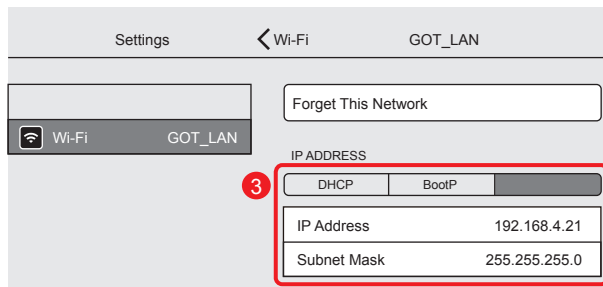 Settings
Wi-Fi GOT_LAN
Forget This Network
Wi-Fi GOT_LAN
IP ADDRESS
3
DHCP BootP
IP Address 192.168.4.21
Subnet Mask 255.255.255.0